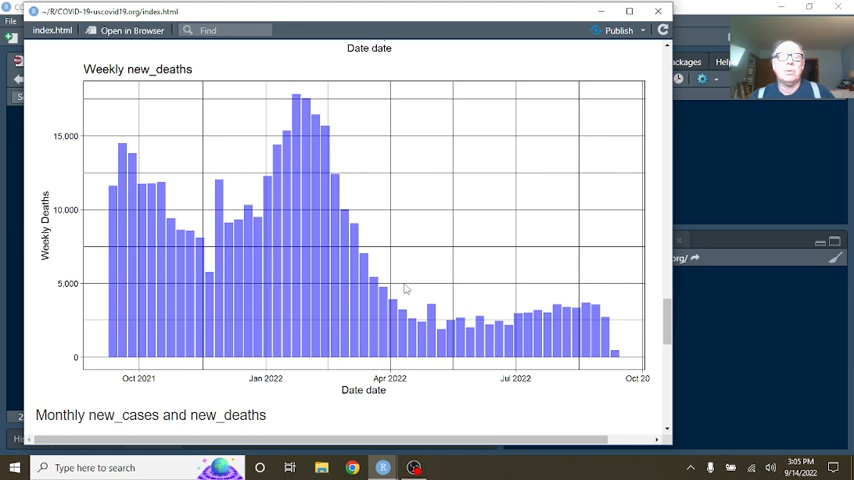 ~/R/COVID-19-uscovid19.org/index.html
index.html
Open in Browser
Find
Publish
File
ackages
Help
Date date
Weekly new_deaths
15,000
10,000
5,000
0
Weekly Deaths
Oct 2021
Jan 2022
Apr 2022
Jul 2022
Oct 20
Date date
Monthly new_cases and new_deaths
org/
Type here to search
3:05 PM
9/14/2022